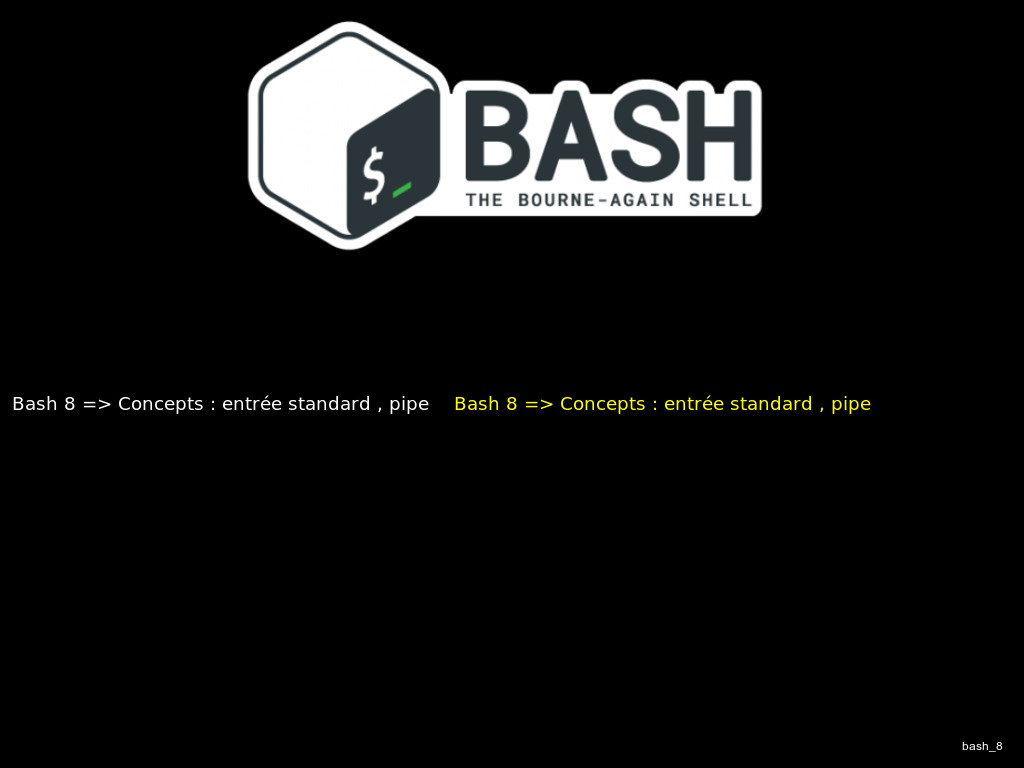 $_
BASH
THE BOURNE-AGAIN SHELL
Bash 8 => Concepts : entrée standard , pipe Bash 8 => Concepts : entrée standard , pipe
bash_8